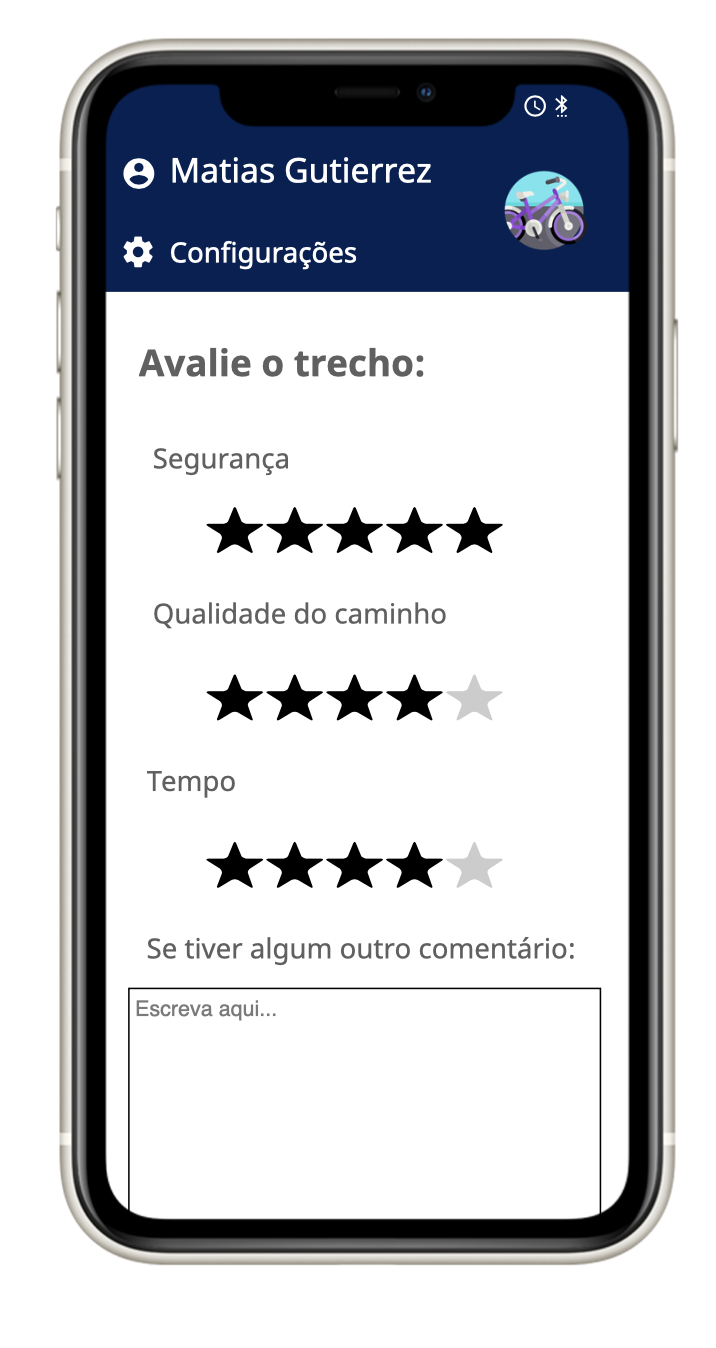 Matias Gutierrez
Configurações
Avalie o trecho:
Segurança
Qualidade do caminho
Tempo
Se tiver algum outro comentário:
Escreva aqui...